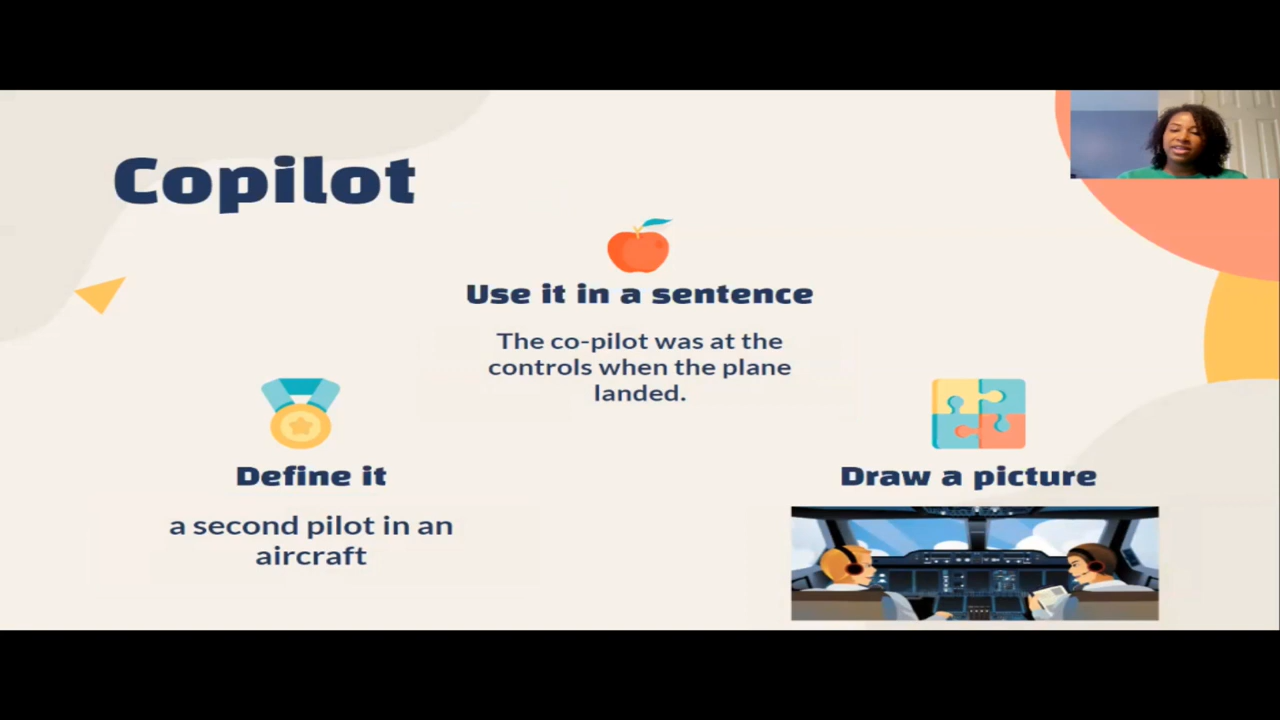 Copilot
Use it in a sentence
The co-pilot was at the
controls when the plane
landed.
Define it
a second pilot in an
aircraft
Draw a picture